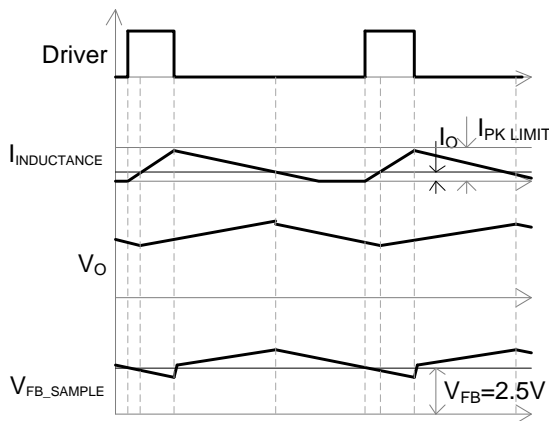 Driver
I_O
I_PK LIMIT
I_INDUCTANCE
V_O
V_FB_SAMPLE
V_FB=2.5V